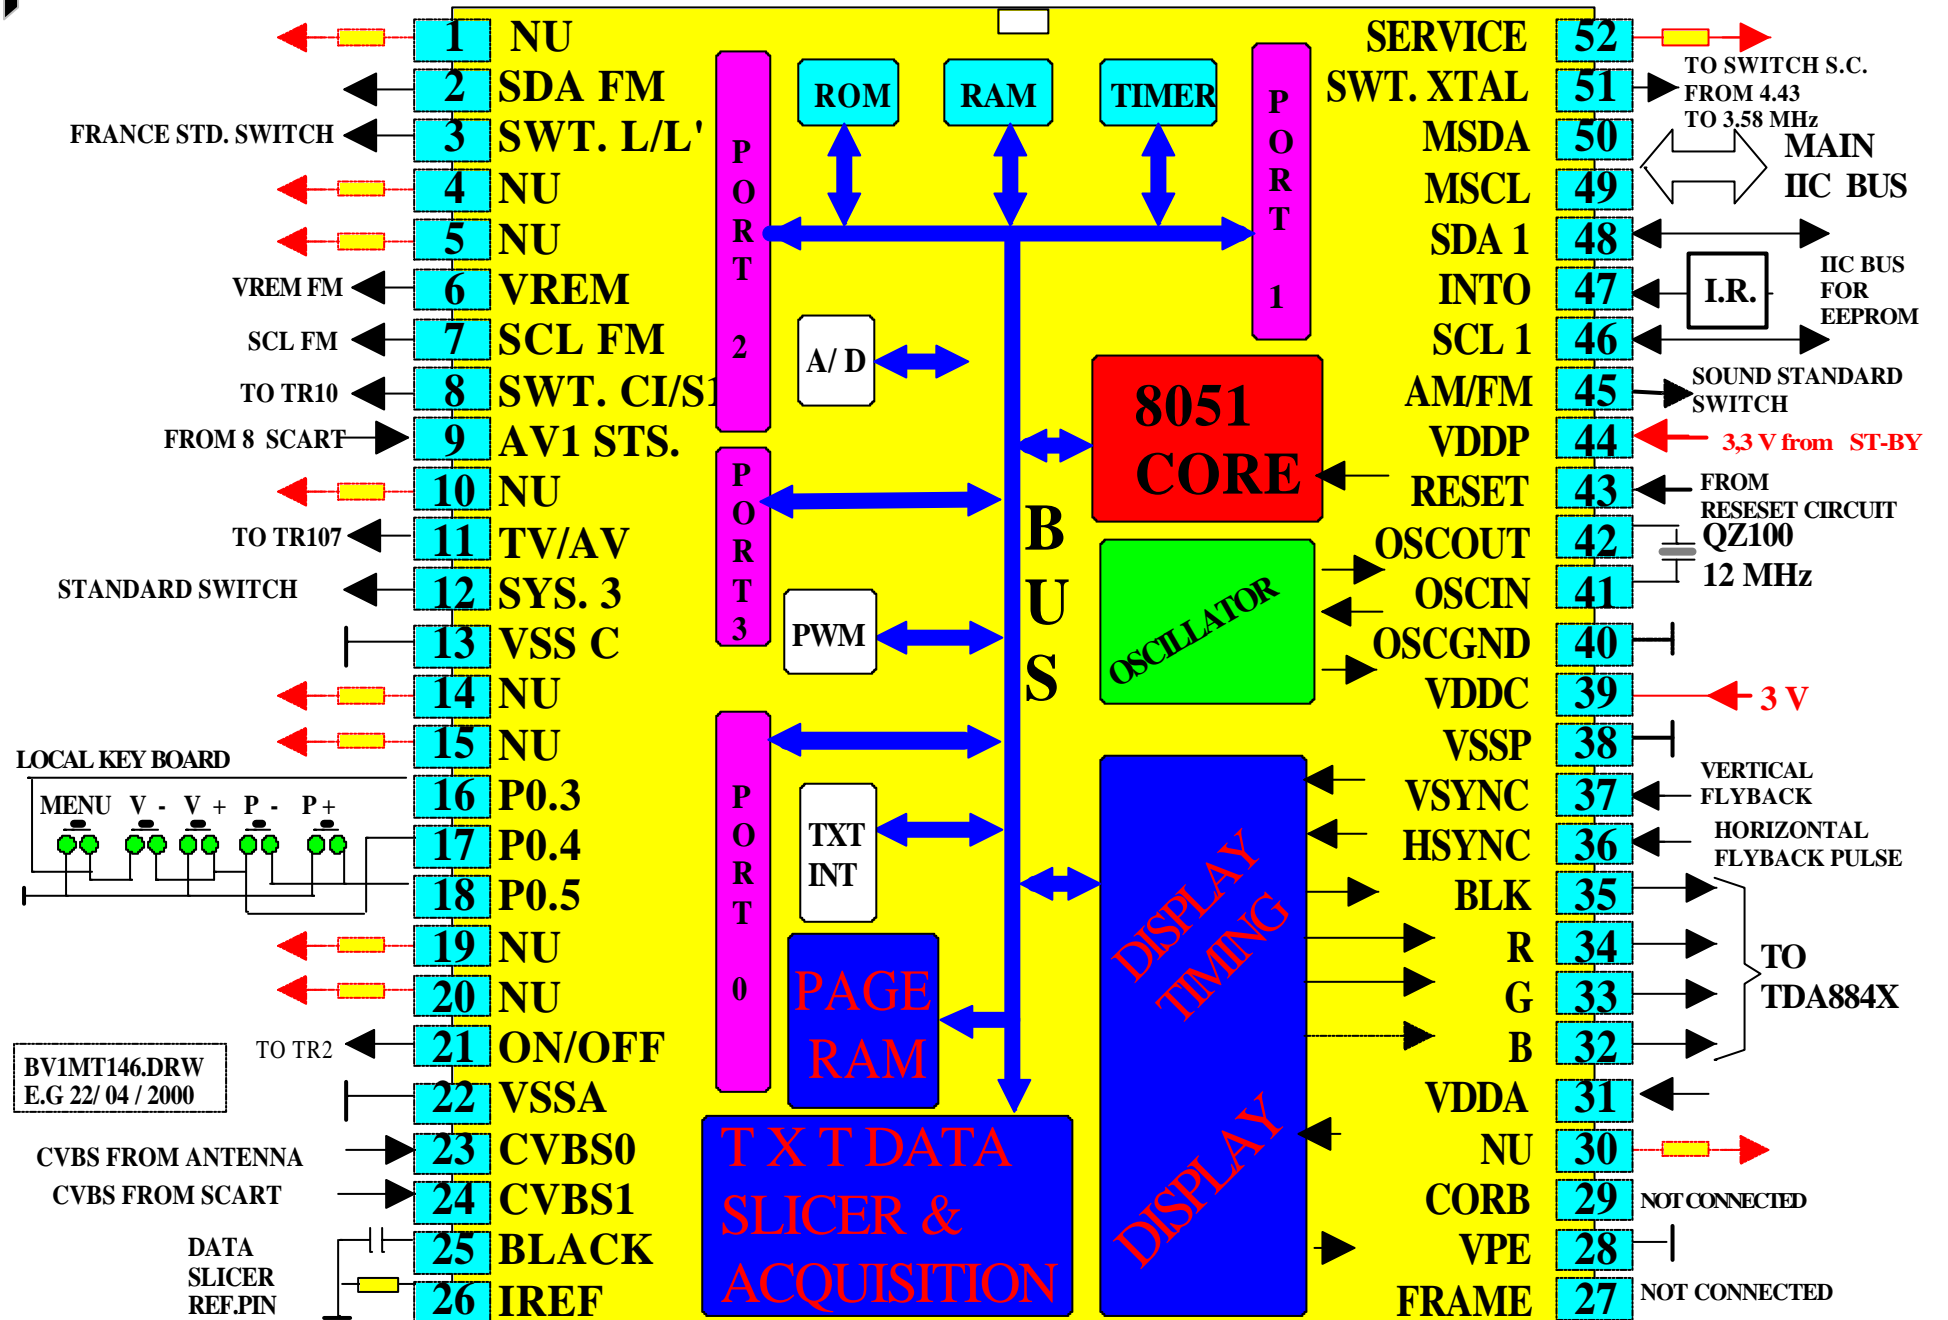 1 NU
2 SDA FM
FRANCE STD. SWITCH 3 SWT. L/L'
4 NU
5 NU
VREM FM 6 VREM
SCL FM 7 SCL FM
TO TR10 8 SWT. CI/S1
FROM 8 SCART 9 AV1 STS.
10 NU
TO TR107 11 TV/AV
STANDARD SWITCH 12 SYS. 3
13 VSS C
14 NU
15 NU
LOCAL KEY BOARD
MENU V - V + P - P +
16 P0.3
17 P0.4
18 P0.5
19 NU
20 NU
TO TR2 21 ON/OFF
BV1MT146.DRW
E.G 22/ 04 / 2000
22 VSSA
CVBS FROM ANTENNA 23 CVBS0
CVBS FROM SCART 24 CVBS1
25 BLACK
DATA
SLICER
REF.PIN
26 IREF
PORT 2
ROM
RAM
TIMER
PORT 1
A/ D
8051
CORE
PORT3
BUS
PWM
OSCILLATOR
PORT 0
TXT
INT
PAGE
RAM
DISPLAY
TIMING
DISPLAY
T X T DATA
SLICER &
ACQUISITION
SERVICE 52
SWT. XTAL 51
TO SWITCH S.C.
FROM 4.43
TO 3.58 MHz
MSDA 50
MSCL 49
MAIN
IIC BUS
SDA 1 48
INTO 47 I.R.
SCL 1 46
IIC BUS
FOR
EEPROM
AM/FM 45
SOUND STANDARD
SWITCH
VDDP 44 3,3 V from ST-BY
RESET 43
FROM
RESESET CIRCUIT
OSCOUT 42
OSCIN 41
QZ100
12 MHz
OSCGND 40
VDDC 39 3 V
VSSP 38
VSYNC 37
VERTICAL
FLYBACK
HSYNC 36
HORIZONTAL
FLYBACK PULSE
BLK 35
R 34
G 33
B 32
TO
TDA884X
VDDA 31
NU 30
CORB 29 NOT CONNECTED
VPE 28
FRAME 27 NOT CONNECTED